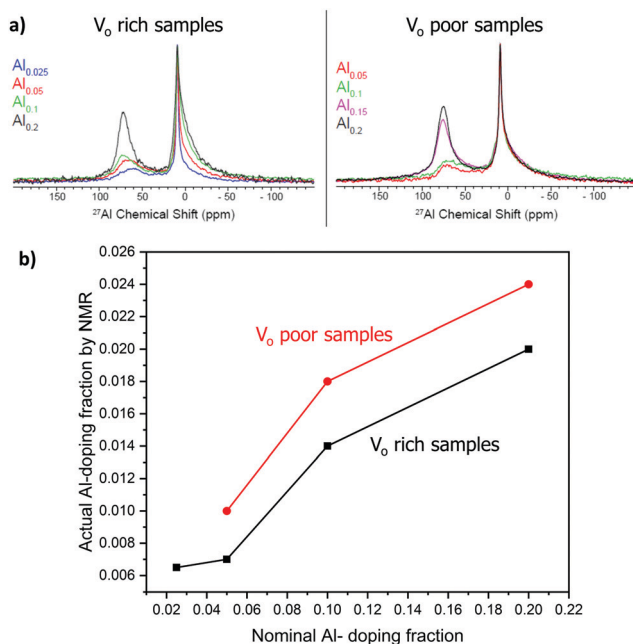 a)
V₀ rich samples
V₀ poor samples
Al₀.₀₂₅
Al₀.₀₅
Al₀.₁
Al₀.₂
Al₀.₀₅
Al₀.₁
Al₀.₁₅
Al₀.₂
150 100 50 0 -50 -100
150 100 50 0 -50 -100
²⁷Al Chemical Shift (ppm)
²⁷Al Chemical Shift (ppm)
b)
Actual Al-doping fraction by NMR
0.026
0.024
0.022
0.020
0.018
0.016
0.014
0.012
0.010
0.008
0.006
V₀ poor samples
V₀ rich samples
0.02 0.04 0.06 0.08 0.10 0.12 0.14 0.16 0.18 0.20 0.22
Nominal Al- doping fraction